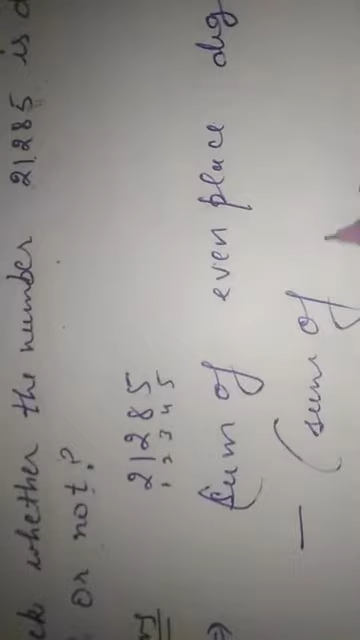 whether the number 21285 is
or not?
21285
1 2 3 4 5
⇒ (Sum of even place dig
— (sum of